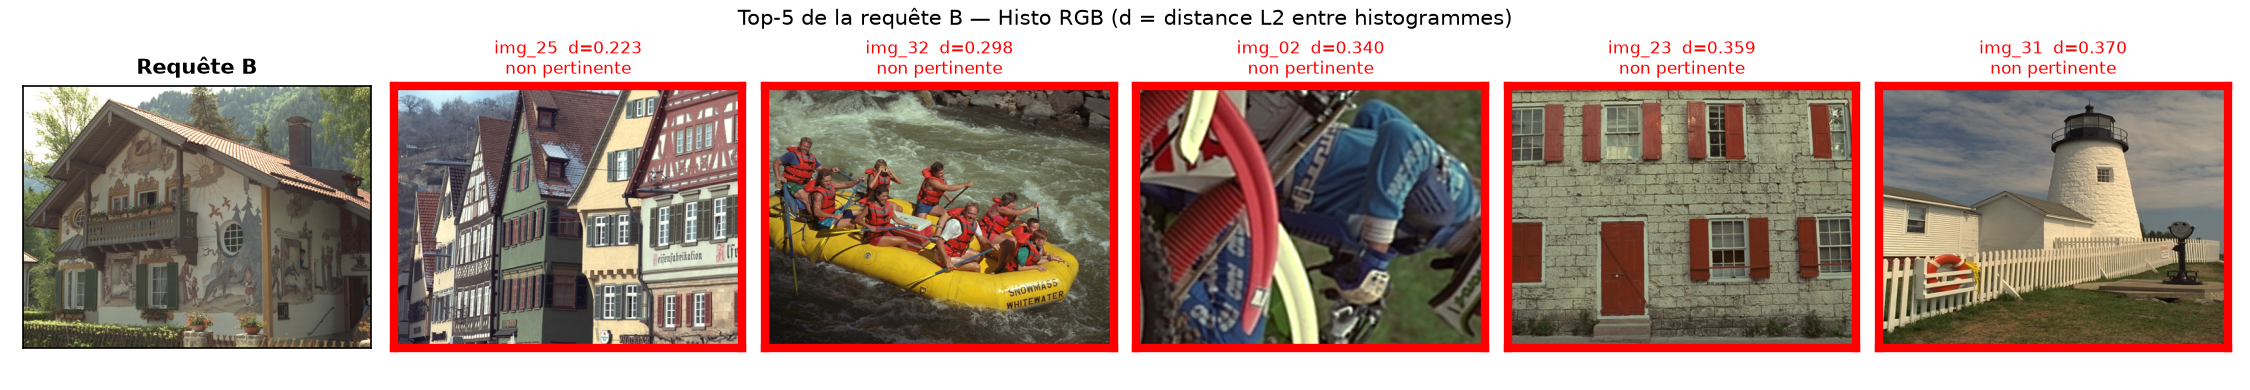 Top-5 de la requête B — Histo RGB (d = distance L2 entre histogrammes)
Requête B
img_25 d=0.223
non pertinente
img_32 d=0.298
non pertinente
img_02 d=0.340
non pertinente
img_23 d=0.359
non pertinente
img_31 d=0.370
non pertinente
SNOWMASS
WHITEWATER